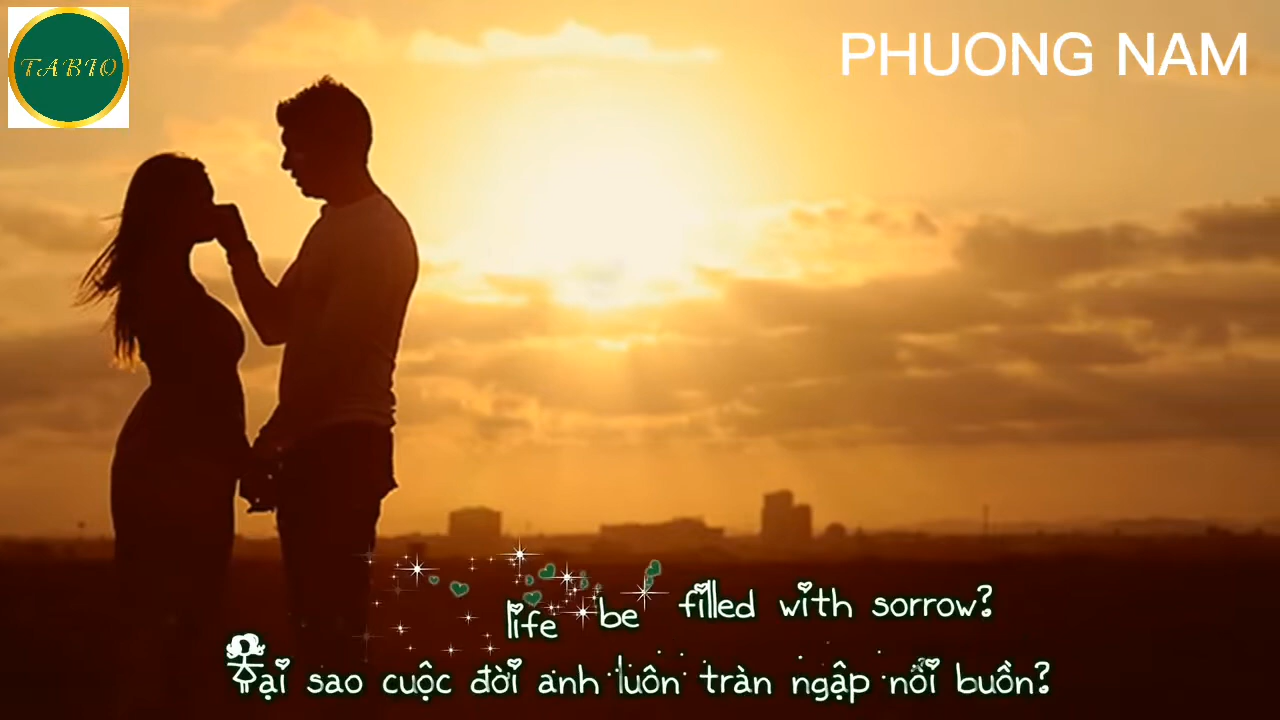 TABIO
PHUONG NAM
life be filled with sorrow?
Tại sao cuộc đời anh luôn tràn ngập nỗi buồn?